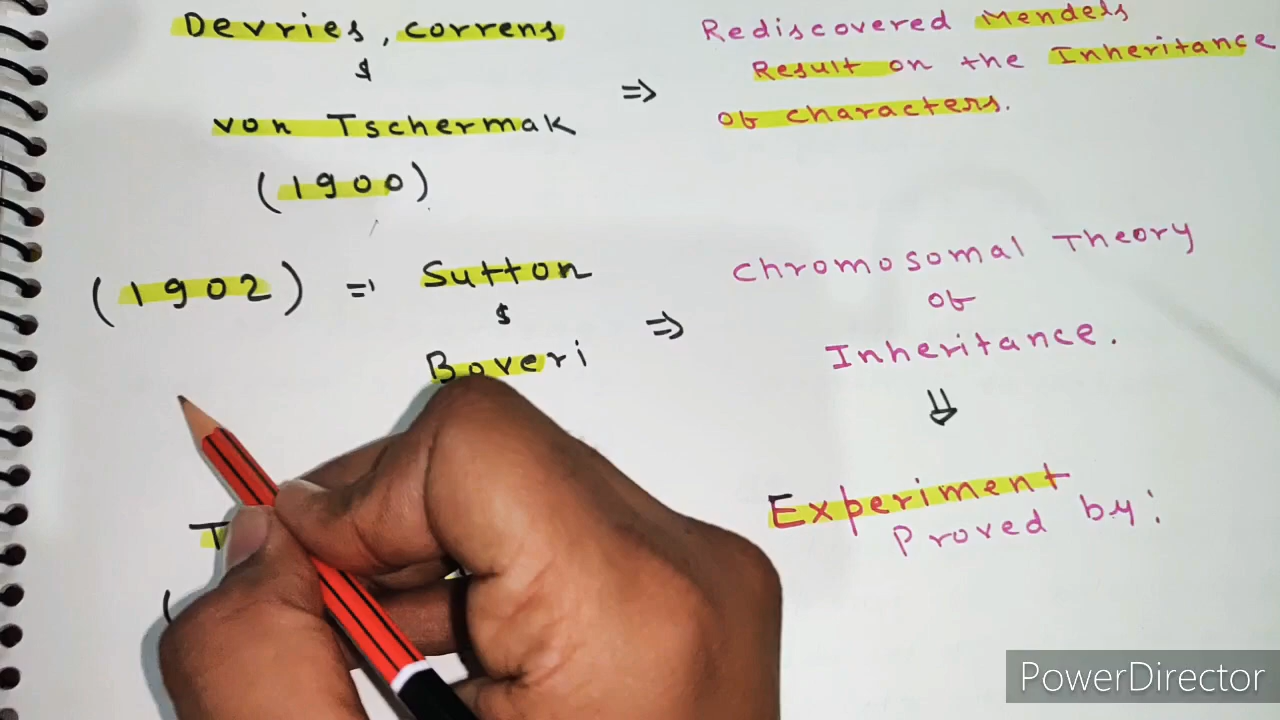 Devries, correns
&
von Tschermak
(1900)
⇒
Rediscovered Mendels
Result on the Inheritance
of characters.
(1902) ⇒ Sutton
&
Boveri
⇒
Chromosomal Theory
of
Inheritance.
⇓
Experiment
Proved by:
T
(
PowerDirector